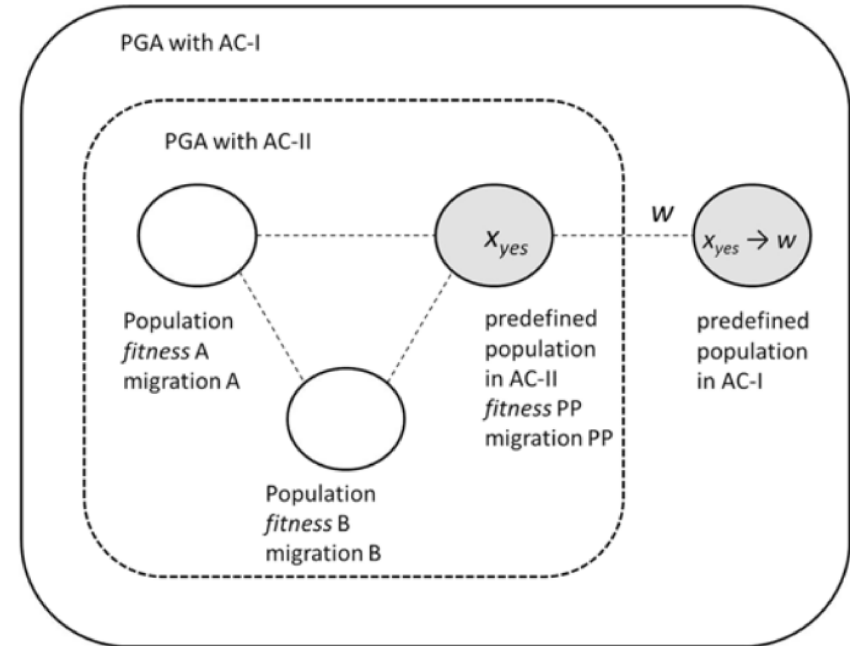 PGA with AC-I
PGA with AC-II
w
x_yes
x_yes → w
Population
fitness A
migration A
predefined
population
in AC-II
fitness PP
migration PP
predefined
population
in AC-I
Population
fitness B
migration B